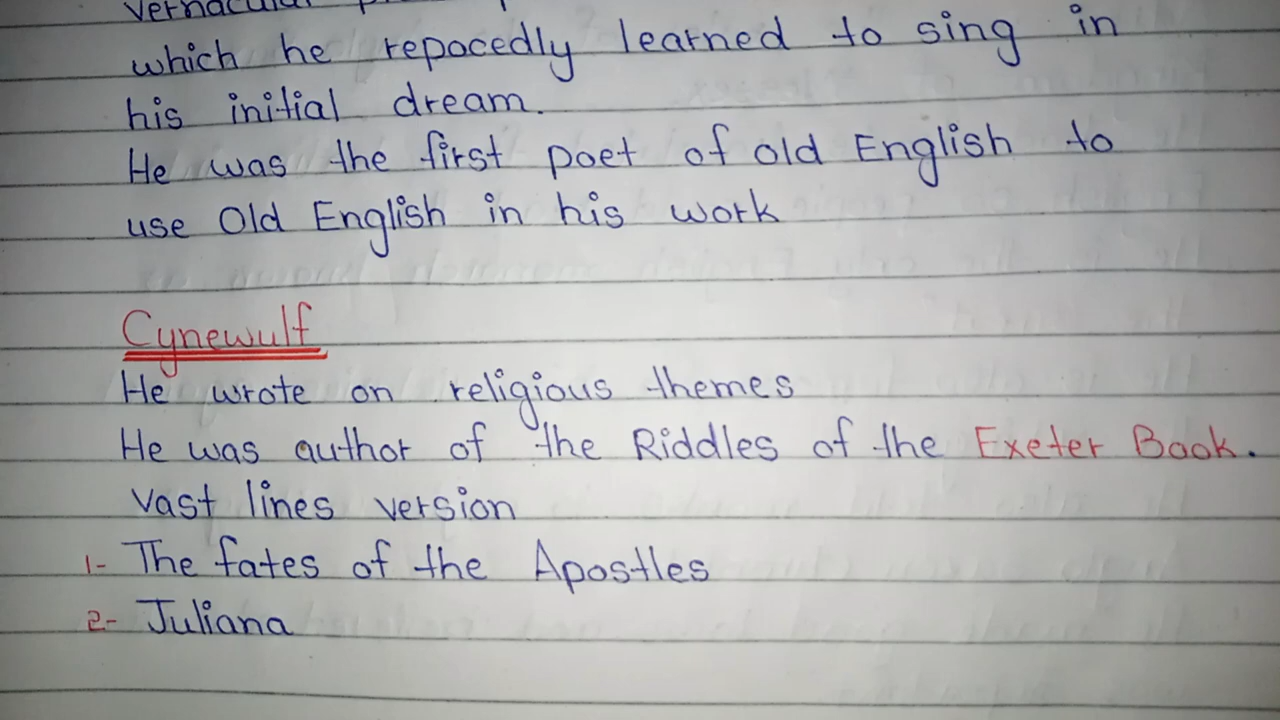 vernacular
which he repocedly learned to sing in
his initial dream.
He was the first poet of old English to
use Old English in his work
Cynewulf
He wrote on religious themes
He was author of the Riddles of the Exeter Book.
vast lines version
1- The fates of the Apostles
2- Juliana